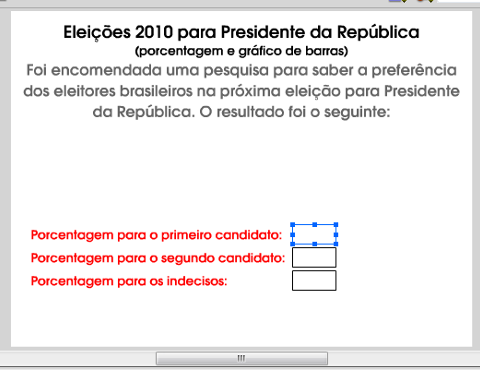 Eleições 2010 para Presidente da República
(porcentagem e gráfico de barras)
Foi encomendada uma pesquisa para saber a preferência
dos eleitores brasileiros na próxima eleição para Presidente
da República. O resultado foi o seguinte:
Porcentagem para o primeiro candidato:
Porcentagem para o segundo candidato:
Porcentagem para os indecisos: